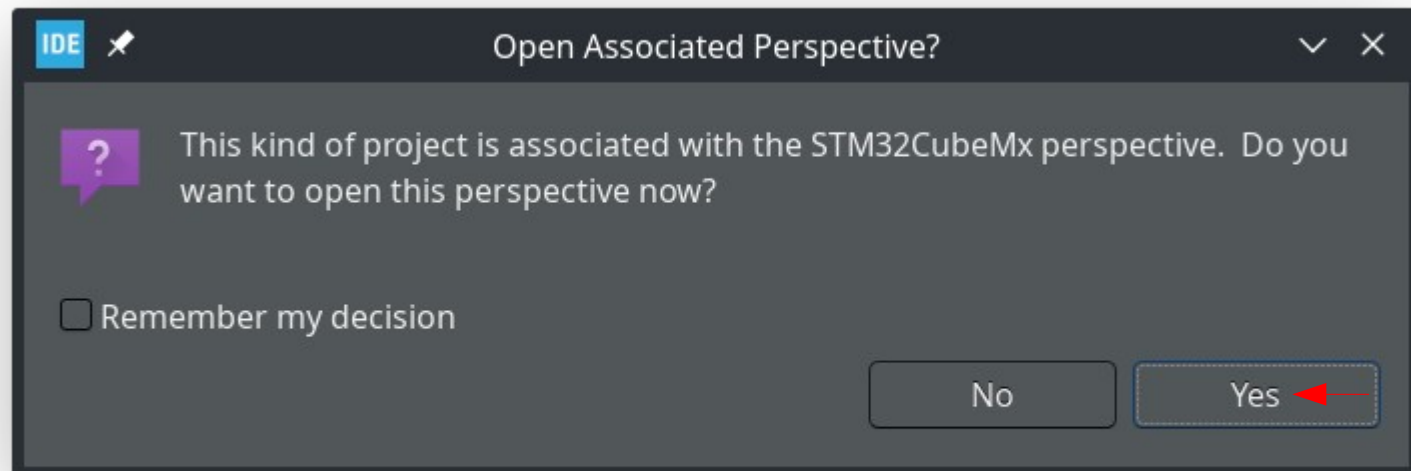 IDE
Open Associated Perspective?
This kind of project is associated with the STM32CubeMx perspective.  Do you
want to open this perspective now?
Remember my decision
No
Yes